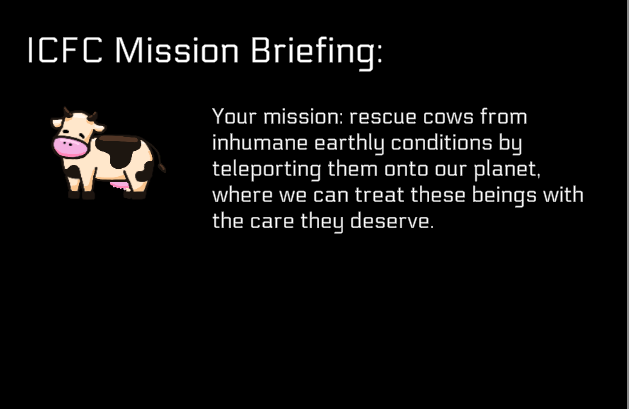 ICFC Mission Briefing:
Your mission: rescue cows from
inhumane earthly conditions by
teleporting them onto our planet,
where we can treat these beings with
the care they deserve.